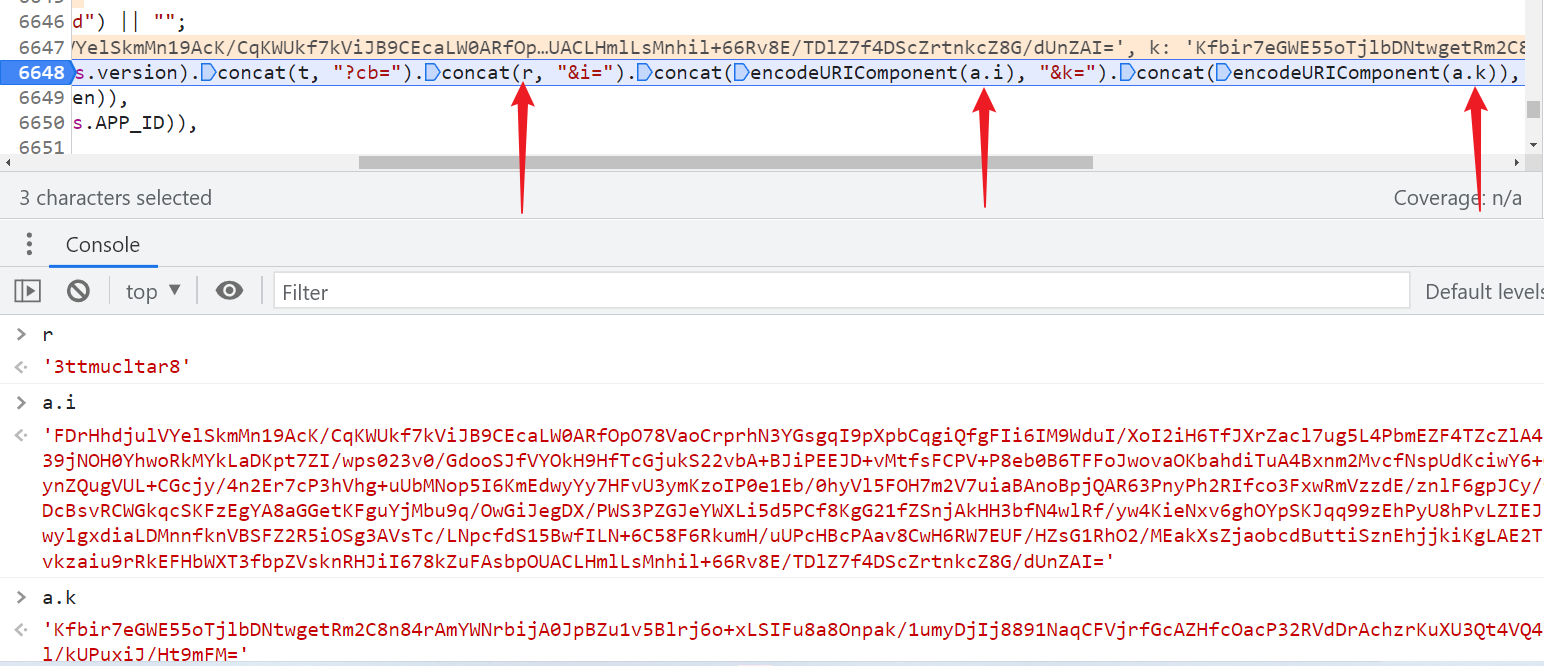 6646 d") || "";
6647 /YelSkmMn19AcK/CqKWUkf7kViJB9CEcaLW0ARfOp…UACLHmlLsMnhil+66Rv8E/TDlZ7f4DScZrtnkcZ8G/dUnZAI=', k: 'Kfbir7eGWE55oTjlbDNtwgetRm2C8
6648 s.version).concat(t, "?cb=").concat(r, "&i=").concat(encodeURIComponent(a.i), "&k=").concat(encodeURIComponent(a.k)),
6649 en)),
6650 s.APP_ID)),
6651
3 characters selected
Coverage: n/a
Console
top ▼
Filter
Default levels
> r
'3ttmucltar8'
> a.i
'FDrHhdjulVYelSkmMn19AcK/CqKWUkf7kViJB9CEcaLW0ARfOpO78VaoCrprhN3YGsgqI9pXpbCqgiQfgFIi6IM9WduI/XoI2iH6TfJXrZacl7ug5L4PbmEZF4TZcZlA4
39jNOH0YhwoRkMYkLaDKpt7ZI/wps023v0/GdooSJfVYOkH9HfTcGjukS22vbA+BJiPEEJD+vMtfsFCPV+P8eb0B6TFFoJwovaOKbahdiTuA4Bxnm2MvcfNspUdKciwY6+
ynZQugVUL+CGcjy/4n2Er7cP3hVhg+uUbMNop5I6KmEdwyYy7HFvU3ymKzoIP0e1Eb/0hyVl5FOH7m2V7uiaBAnoBpjQAR63PnyPh2RIfco3FxwRmVzzdE/znlF6gpJCy/
DcBsvRCWGkqcSKFzEgYA8aGGetKFguYjMbu9q/OwGiJegDX/PWS3PZGJeYWXLi5d5PCf8KgG21fZSnjAkHH3bfN4wlRf/yw4KieNxv6ghOYpSKJqq99zEhPyU8hPvLZIEJ
wylgxdiaLDMnnfknVBSFZ2R5iOSg3AVsTc/LNpcfdS15BwfILN+6C58F6RkumH/uUPcHBcPAav8CwH6RW7EUF/HZsG1RhO2/MEakXsZjaobcdButtiSznEhjjkiKgLAE2T
vkzaiu9rRkEFHbWXT3fbpZVsknRHJiI678kZuFAsbpOUACLHmlLsMnhil+66Rv8E/TDlZ7f4DScZrtnkcZ8G/dUnZAI='
> a.k
'Kfbir7eGWE55oTjlbDNtwgetRm2C8n84rAmYWNrbijA0JpBZu1v5Blrj6o+xLSIFu8a8Onpak/1umyDjIj8891NaqCFVjrfGcAZHfcOacP32RVdDrAchzrKuXU3Qt4VQ4
l/kUPuxiJ/Ht9mFM='